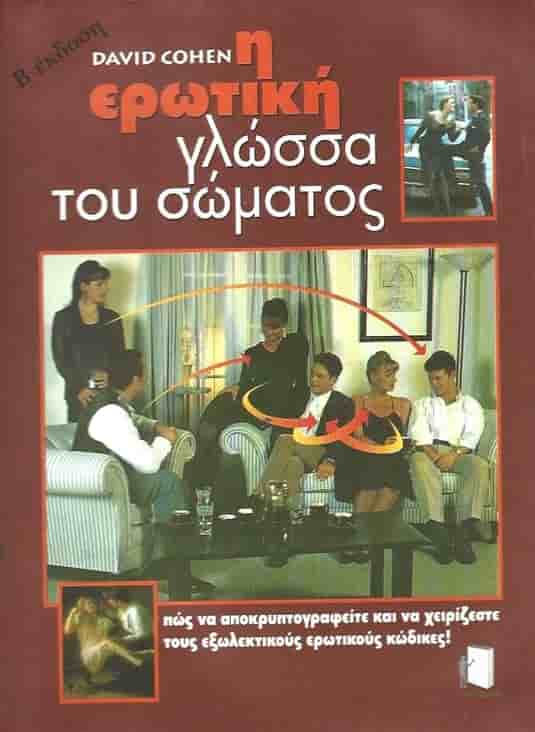 Β' έκδοση
DAVID COHEN η
ερωτική
γλώσσα
του σώματος
πώς να αποκρυπτογραφείτε και να χειρίζεστε
τους εξωλεκτικούς ερωτικούς κώδικες!